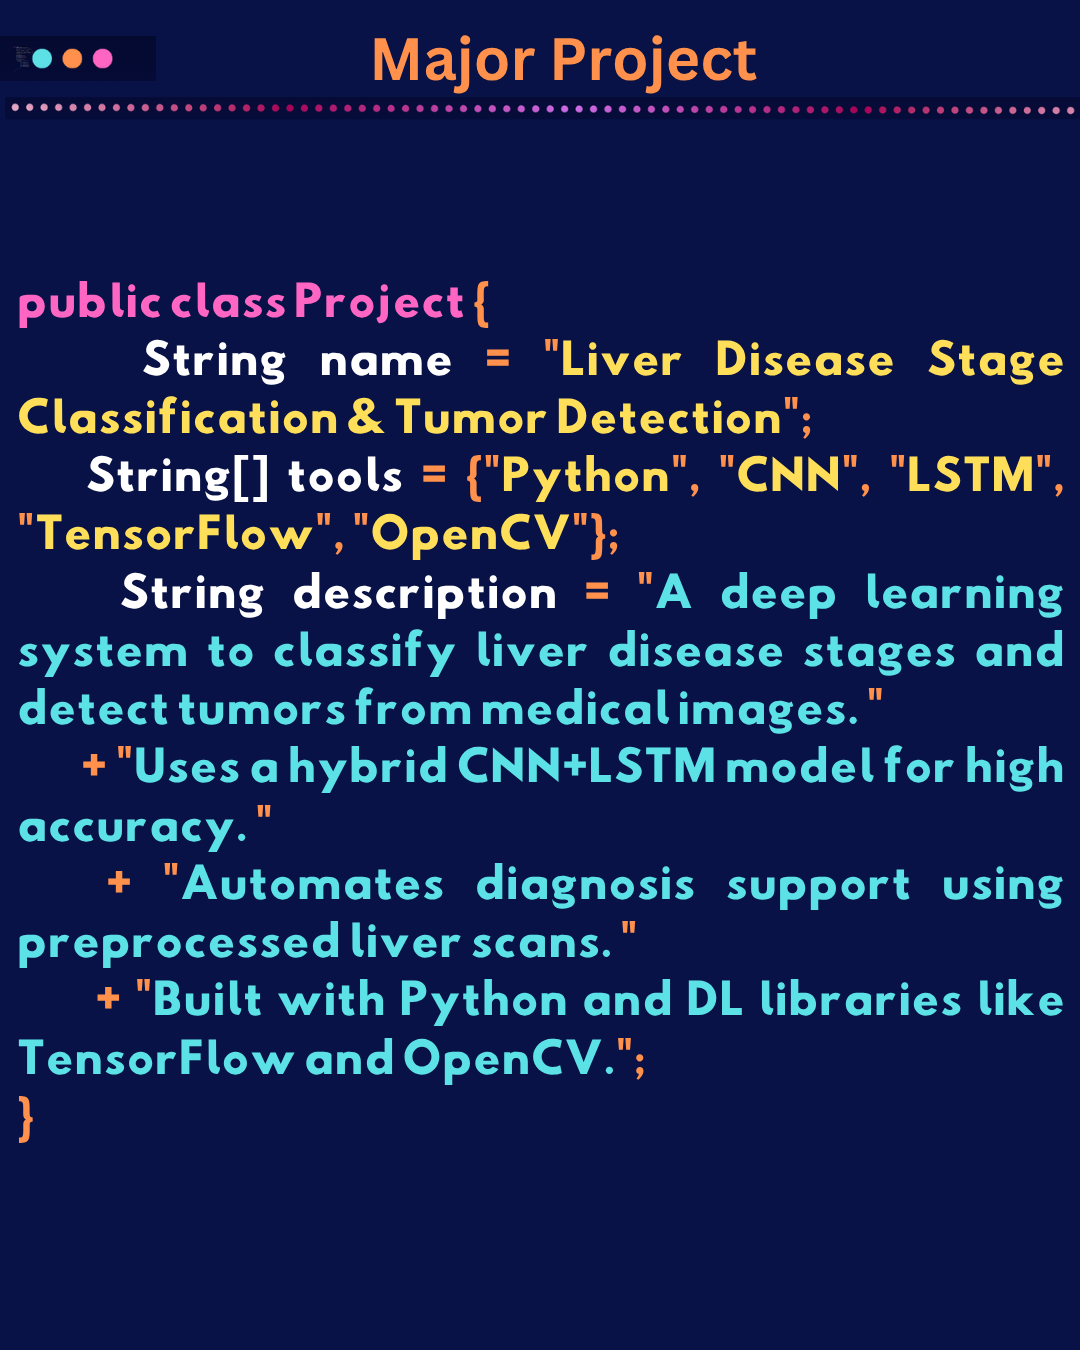 Major Project
public class Project {
String name = "Liver Disease Stage
Classification & Tumor Detection";
String[] tools = {"Python", "CNN", "LSTM",
"TensorFlow", "OpenCV"};
String description = "A deep learning
system to classify liver disease stages and
detect tumors from medical images. "
+ "Uses a hybrid CNN+LSTM model for high
accuracy. "
+ "Automates diagnosis support using
preprocessed liver scans. "
+ "Built with Python and DL libraries like
TensorFlow and OpenCV.";
}